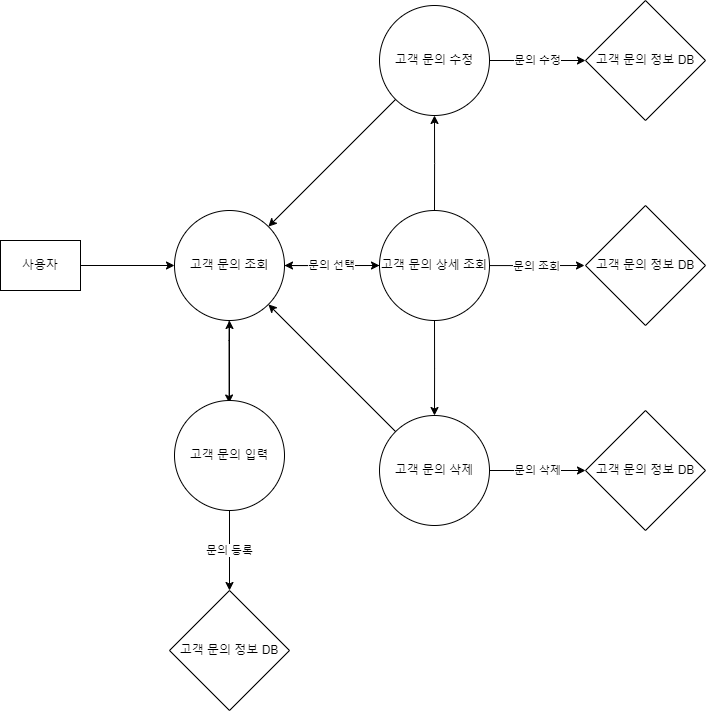 고객 문의 수정
문의 수정
고객 문의 정보 DB
사용자
고객 문의 조회
문의 선택
고객 문의 상세 조회
문의 조회
고객 문의 정보 DB
고객 문의 입력
고객 문의 삭제
문의 삭제
고객 문의 정보 DB
문의 등록
고객 문의 정보 DB